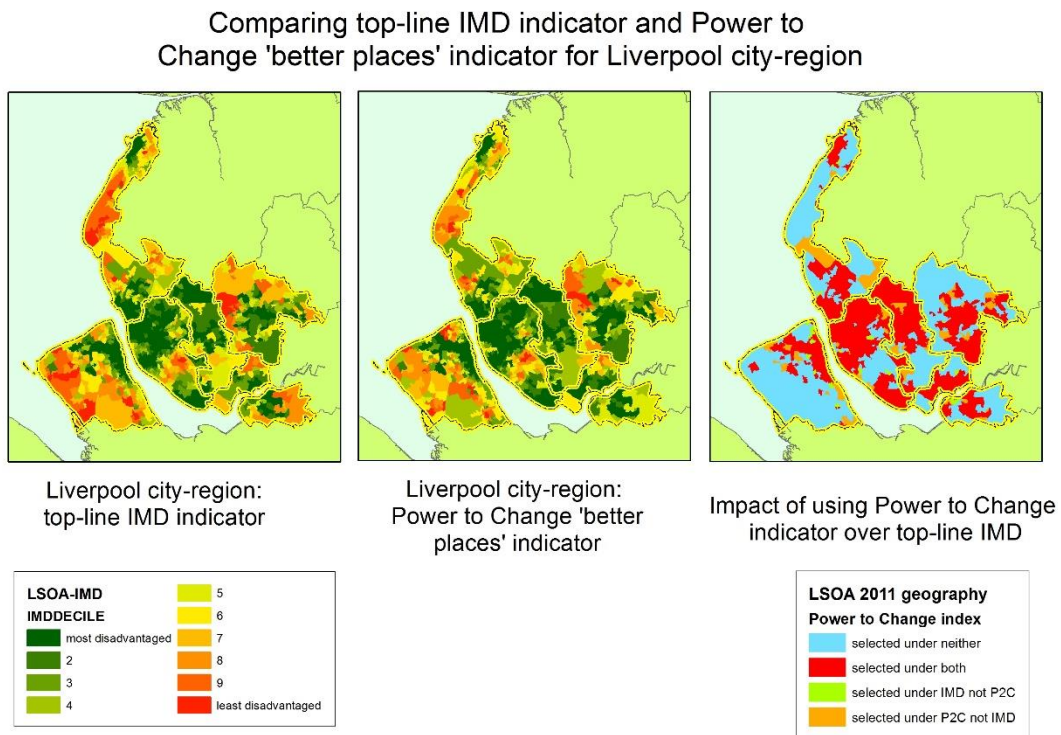 Comparing top-line IMD indicator and Power to
Change 'better places' indicator for Liverpool city-region
Liverpool city-region:
top-line IMD indicator
Liverpool city-region:
Power to Change 'better
places' indicator
Impact of using Power to Change
indicator over top-line IMD
LSOA-IMD
IMDDECILE
most disadvantaged
2
3
4
5
6
7
8
9
least disadvantaged
LSOA 2011 geography
Power to Change index
selected under neither
selected under both
selected under IMD not P2C
selected under P2C not IMD